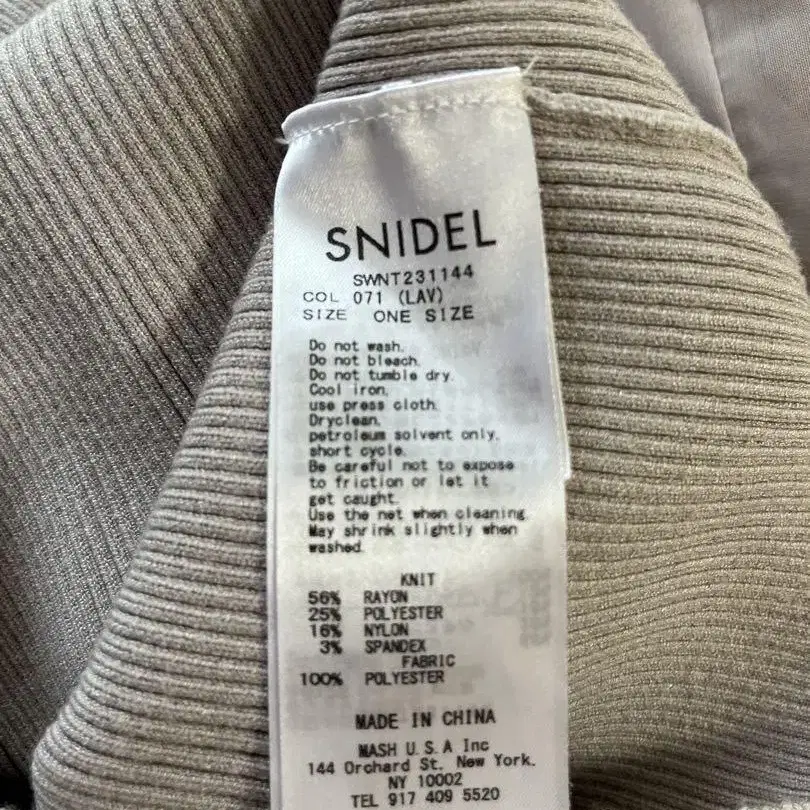 SNIDEL
SWNT231144
COL 071 (LAV)
SIZE ONE SIZE
Do not wash.
Do not bleach.
Do not tumble dry.
Cool iron,
use press cloth.
Dryclean,
petroleum solvent only,
short cycle.
Be careful not to expose
to friction or let it
get caught.
Use the net when cleaning.
May shrink slightly when
washed.
KNIT
56% RAYON
25% POLYESTER
16% NYLON
3% SPANDEX
FABRIC
100% POLYESTER
MADE IN CHINA
MASH U.S.A Inc
144 Orchard St. New York.
NY 10002
TEL 917 409 5520